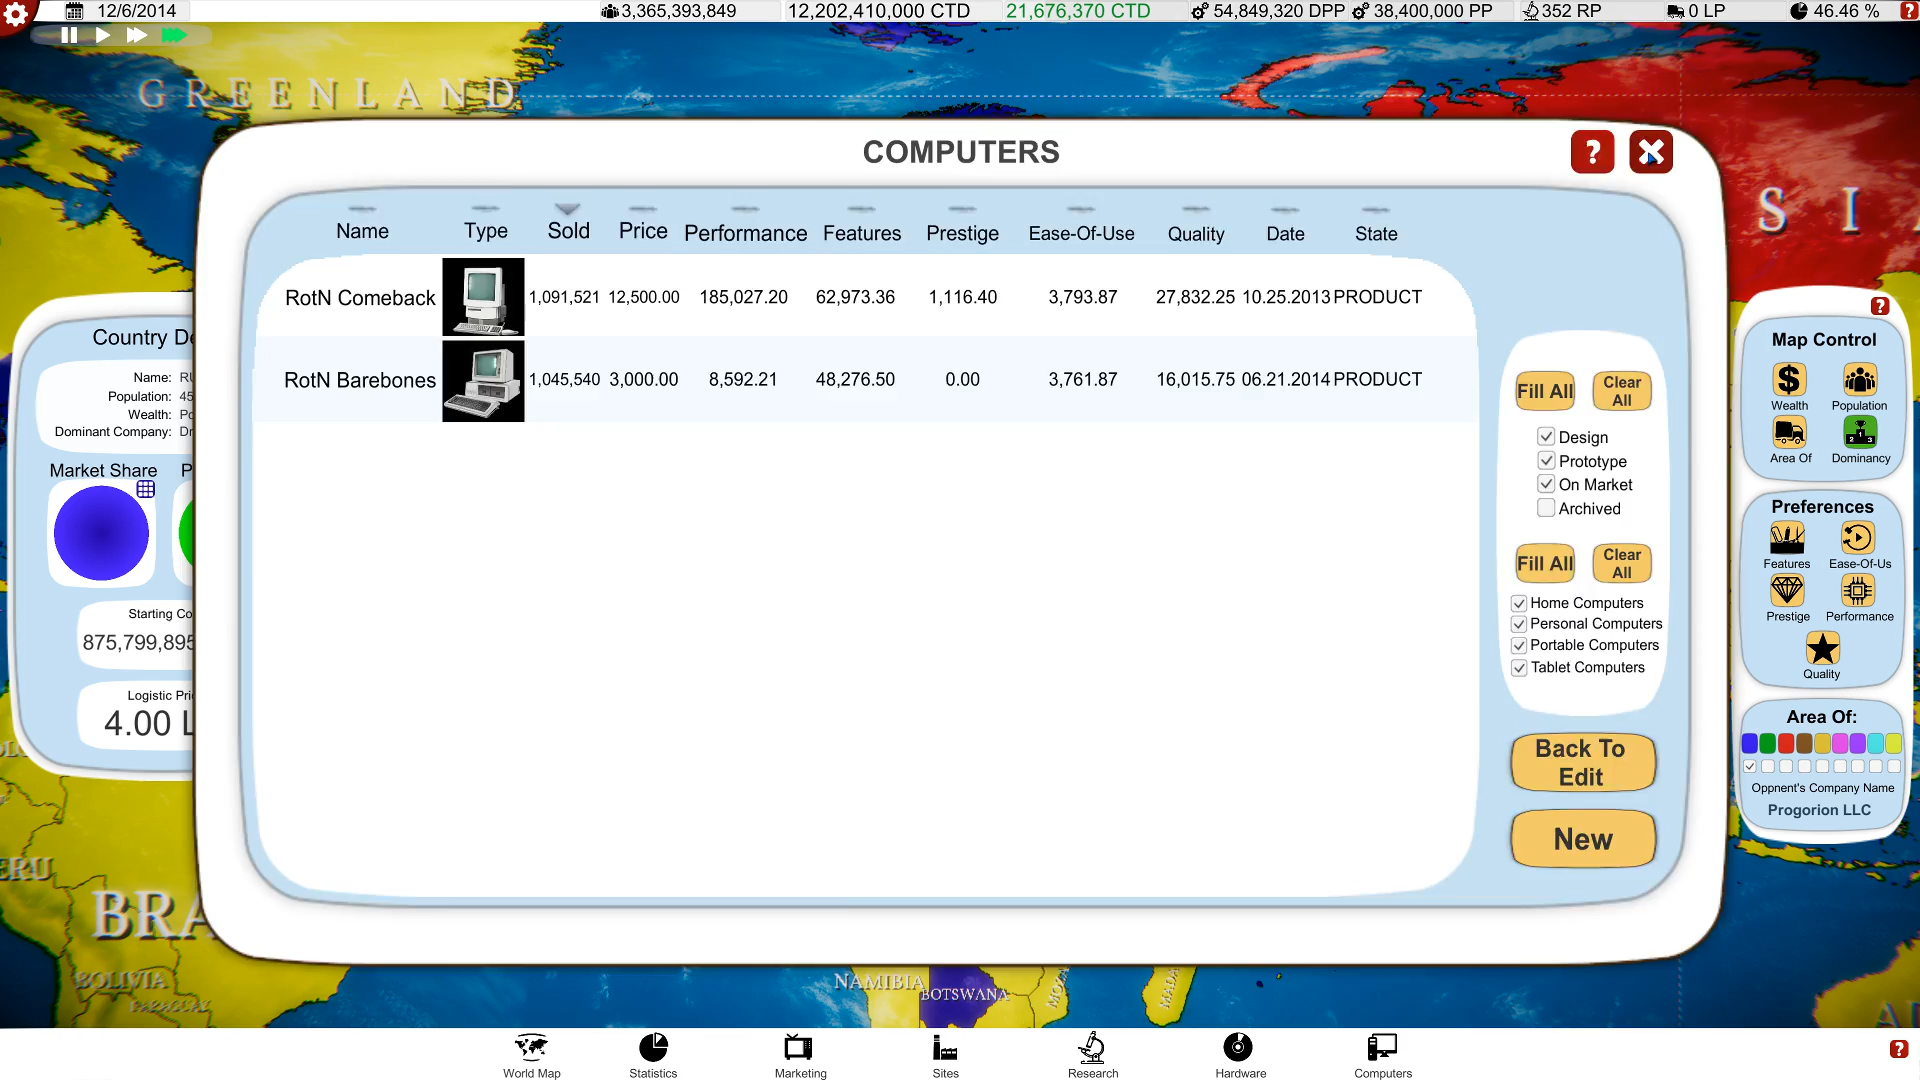 12/6/2014
3,365,393,849
12,202,410,000 CTD
21,676,370 CTD
54,849,320 DPP
38,400,000 PP
352 RP
0 LP
46.46 %
?
GREENLAND
COMPUTERS
?
S I
Name Type Sold Price Performance Features Prestige Ease-Of-Use Quality Date State
RotN Comeback 1,091,521 12,500.00 185,027.20 62,973.36 1,116.40 3,793.87 27,832.25 10.25.2013 PRODUCT
RotN Barebones 1,045,540 3,000.00 8,592.21 48,276.50 0.00 3,761.87 16,015.75 06.21.2014 PRODUCT
Fill All
Clear All
Design
Prototype
On Market
Archived
Fill All
Clear All
Home Computers
Personal Computers
Portable Computers
Tablet Computers
Back To
Edit
New
Country De
Name: RU
Population: 45
Wealth: Po
Dominant Company: Dr
Market Share P
Starting Co
875,799,895
Logistic Pri
4.00 L
?
Map Control
$
Wealth
Population
Area Of
Dominancy
Preferences
Features
Ease-Of-Us
Prestige
Performance
Quality
Area Of:
Oppnent's Company Name
Progorion LLC
ERU
BRA
BOLIVIA
PARAGUAY
NAMIBIA
BOTSWANA
World Map
Statistics
Marketing
Sites
Research
Hardware
Computers
?